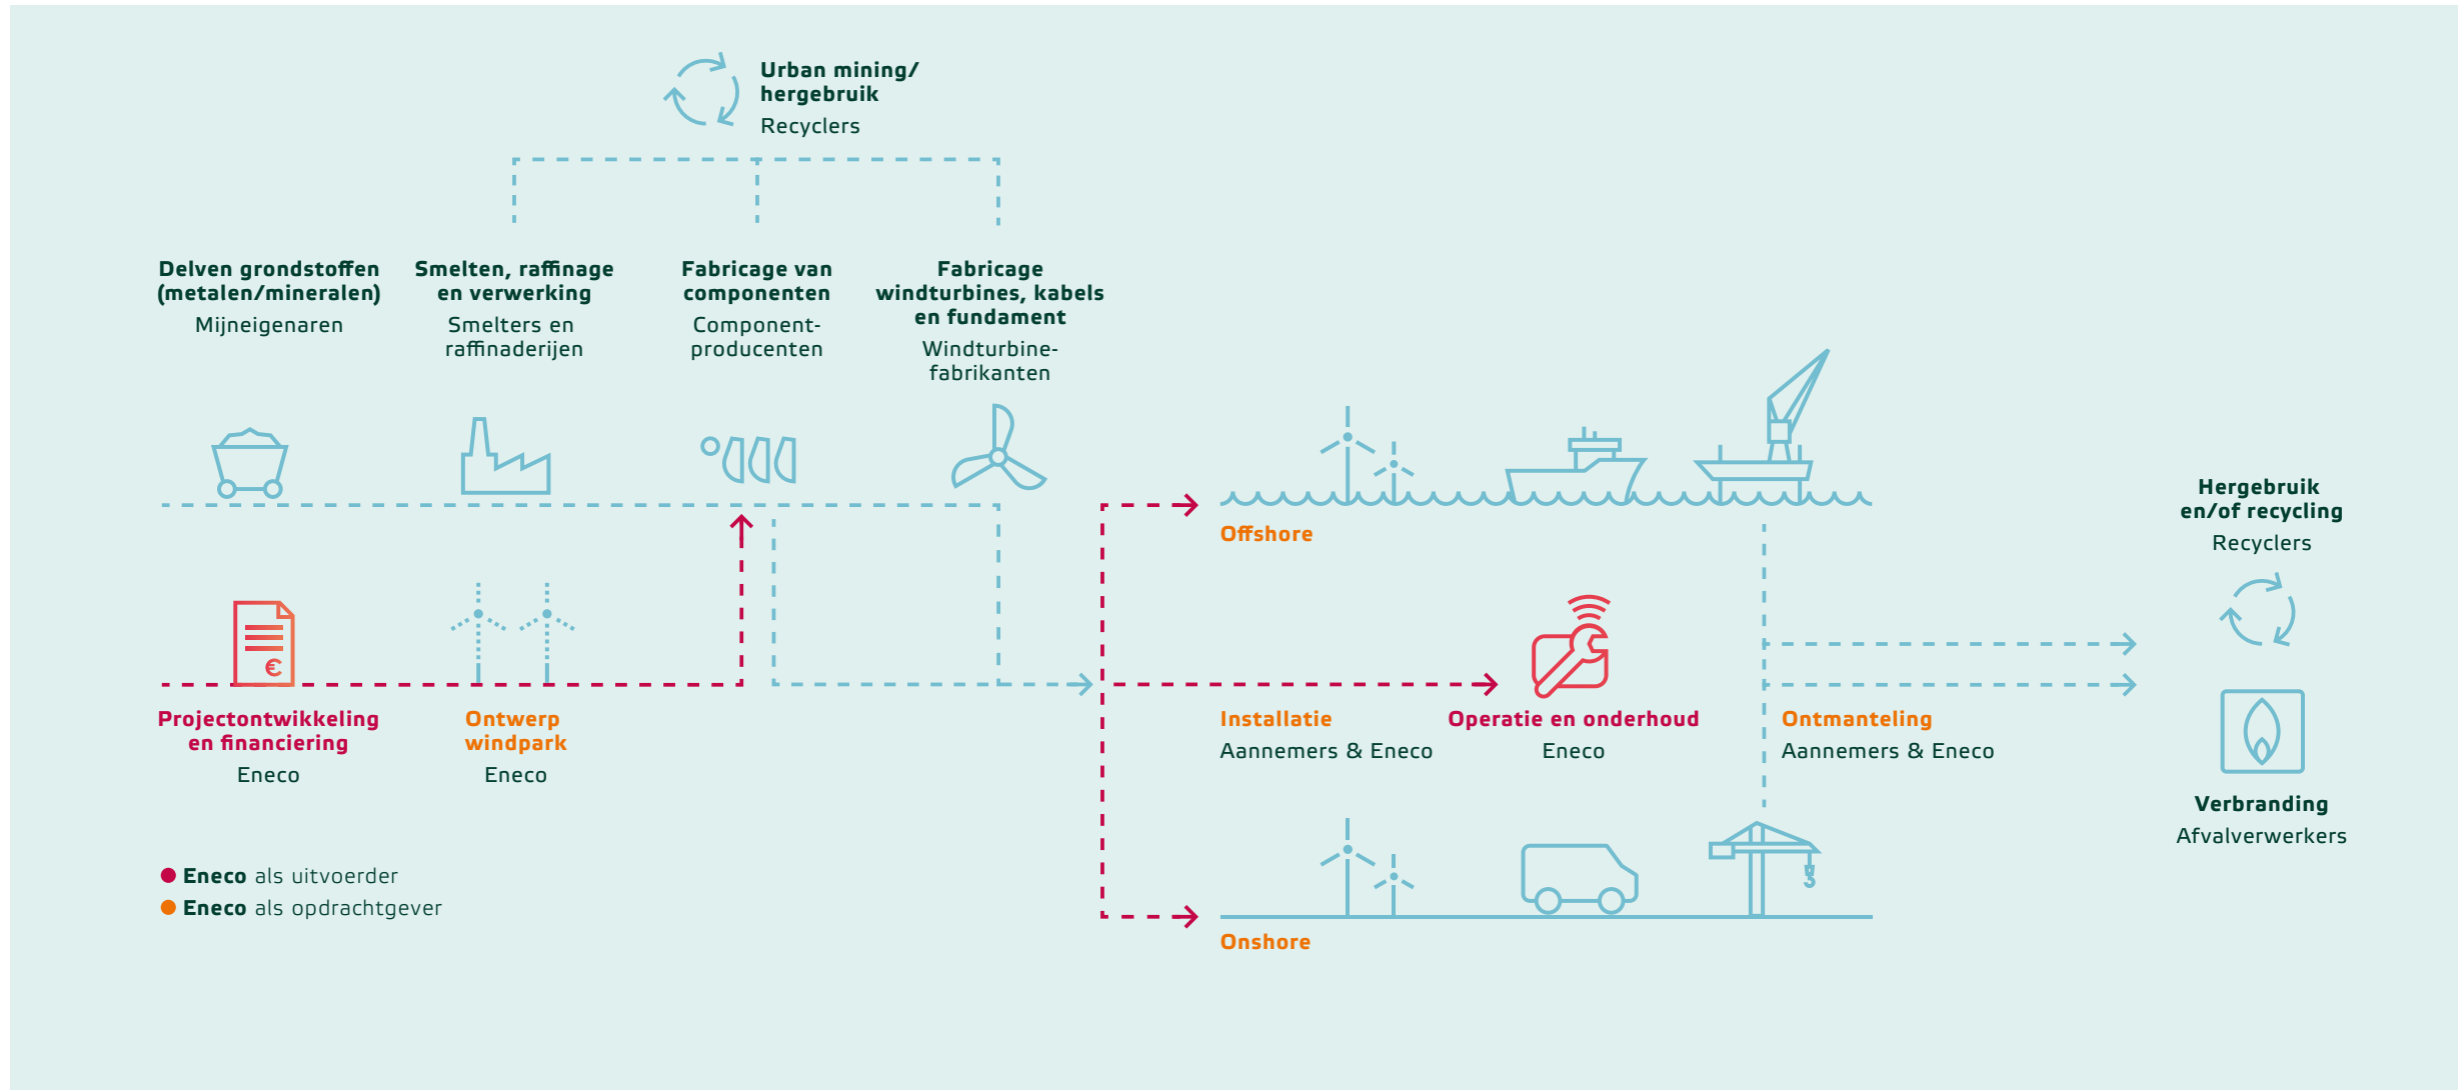 Urban mining/
hergebruik
Recyclers
Delven grondstoffen
(metalen/mineralen)
Mijneigenaren
Smelten, raffinage
en verwerking
Smelters en
raffinaderijen
Fabricage van
componenten
Component-
producenten
Fabricage
windturbines, kabels
en fundament
Windturbine-
fabrikanten
Offshore
Hergebruik
en/of recycling
Recyclers
€
Projectontwikkeling
en financiering
Eneco
Ontwerp
windpark
Eneco
Installatie
Aannemers & Eneco
Operatie en onderhoud
Eneco
Ontmanteling
Aannemers & Eneco
Verbranding
Afvalverwerkers
Eneco als uitvoerder
Eneco als opdrachtgever
Onshore